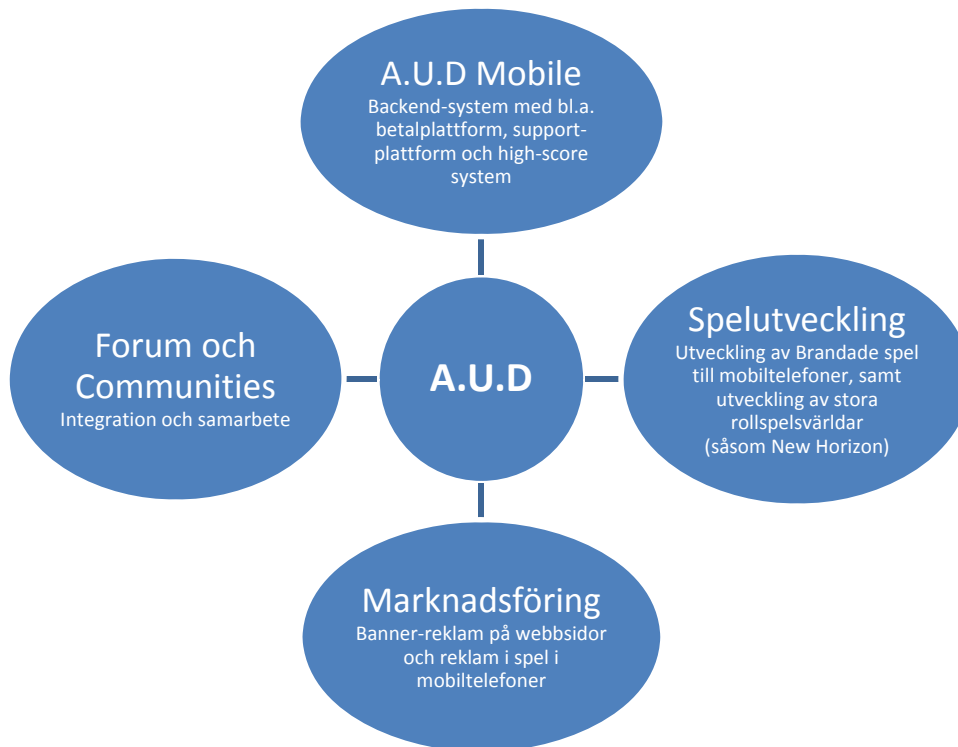 A.U.D Mobile
Backend-system med bl.a.
betalplattform, support-
plattform och high-score
system
Forum och
Communities
Integration och samarbete
A.U.D
Spelutveckling
Utveckling av Brandade spel
till mobiltelefoner, samt
utveckling av stora
rollspelsvärldar
(såsom New Horizon)
Marknadsföring
Banner-reklam på webbsidor
och reklam i spel i
mobiltelefoner